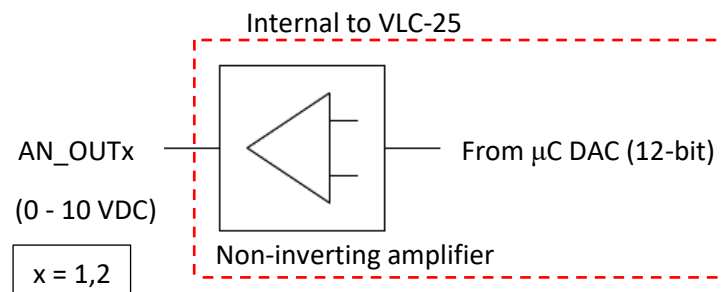 Internal to VLC-25
AN_OUTx
From μC DAC (12-bit)
(0 - 10 VDC)
Non-inverting amplifier
x = 1,2